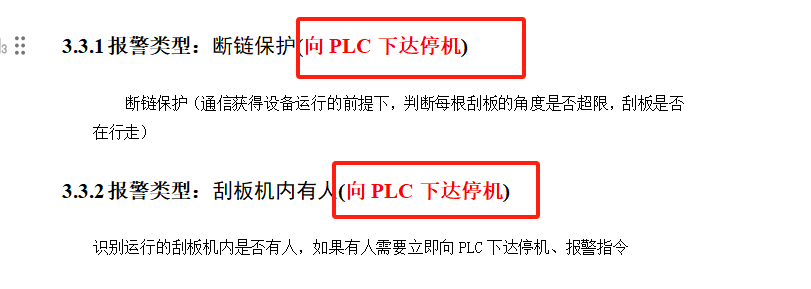 3.3.1报警类型：断链保护(向 PLC 下达停机)
断链保护（通信获得设备运行的前提下，判断每根刮板的角度是否超限，刮板是否
在行走）
3.3.2报警类型：刮板机内有人(向 PLC 下达停机)
识别运行的刮板机内是否有人，如果有人需要立即向 PLC 下达停机、报警指令